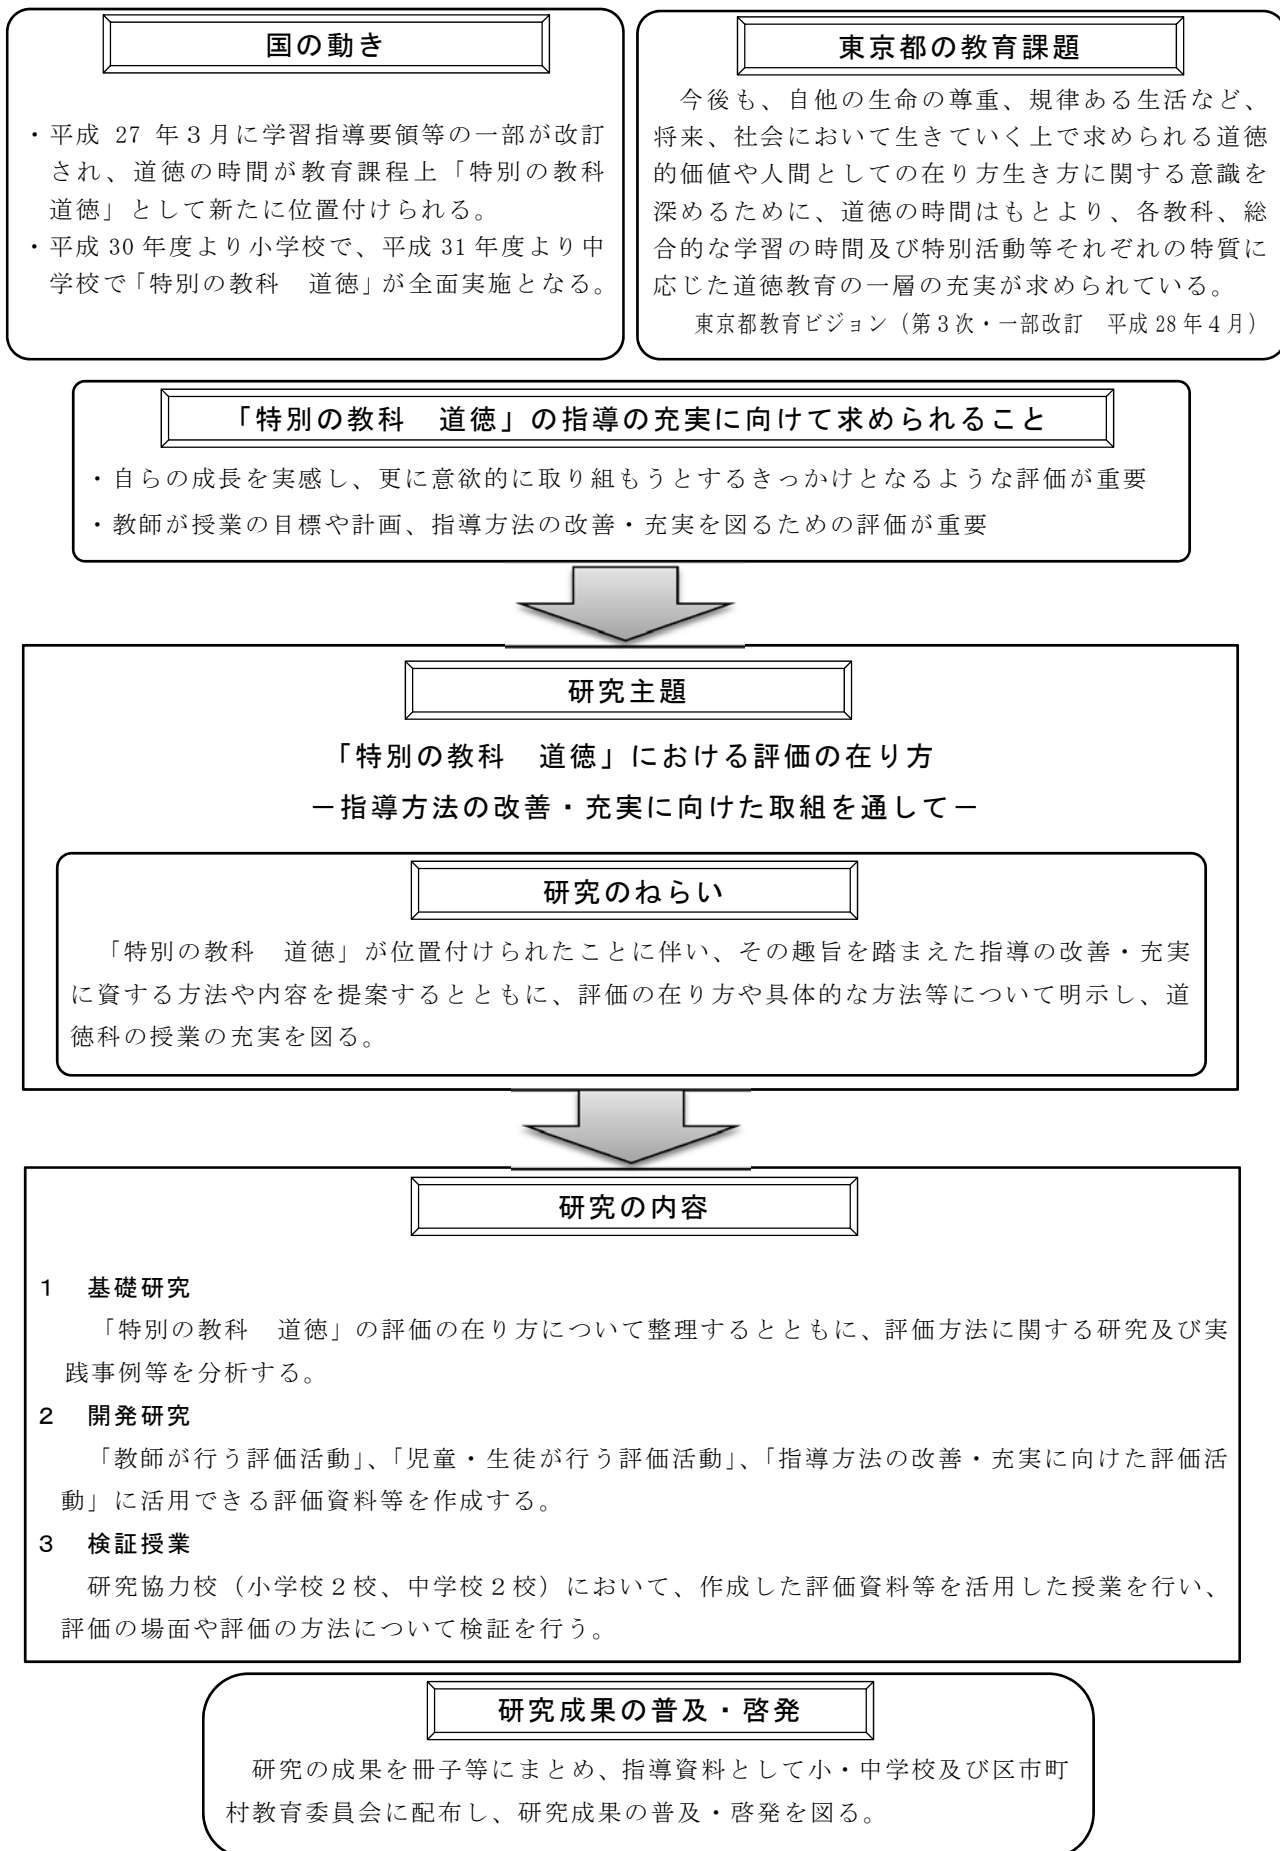 国の動き
・平成 27 年３月に学習指導要領等の一部が改訂
され、道徳の時間が教育課程上「特別の教科
道徳」として新たに位置付けられる。
・平成 30 年度より小学校で、平成 31 年度より中
学校で「特別の教科　道徳」が全面実施となる。
東京都の教育課題
今後も、自他の生命の尊重、規律ある生活など、
将来、社会において生きていく上で求められる道徳
的価値や人間としての在り方生き方に関する意識を
深めるために、道徳の時間はもとより、各教科、総
合的な学習の時間及び特別活動等それぞれの特質に
応じた道徳教育の一層の充実が求められている。
東京都教育ビジョン（第３次・一部改訂　平成 28 年４月）
「特別の教科　道徳」の指導の充実に向けて求められること
・自らの成長を実感し、更に意欲的に取り組もうとするきっかけとなるような評価が重要
・教師が授業の目標や計画、指導方法の改善・充実を図るための評価が重要
研究主題
「特別の教科　道徳」における評価の在り方
－指導方法の改善・充実に向けた取組を通して－
研究のねらい
「特別の教科　道徳」が位置付けられたことに伴い、その趣旨を踏まえた指導の改善・充実
に資する方法や内容を提案するとともに、評価の在り方や具体的な方法等について明示し、道
徳科の授業の充実を図る。
研究の内容
１　基礎研究
「特別の教科　道徳」の評価の在り方について整理するとともに、評価方法に関する研究及び実
践事例等を分析する。
２　開発研究
「教師が行う評価活動」、「児童・生徒が行う評価活動」、「指導方法の改善・充実に向けた評価活
動」に活用できる評価資料等を作成する。
３　検証授業
研究協力校（小学校２校、中学校２校）において、作成した評価資料等を活用した授業を行い、
評価の場面や評価の方法について検証を行う。
研究成果の普及・啓発
研究の成果を冊子等にまとめ、指導資料として小・中学校及び区市町
村教育委員会に配布し、研究成果の普及・啓発を図る。